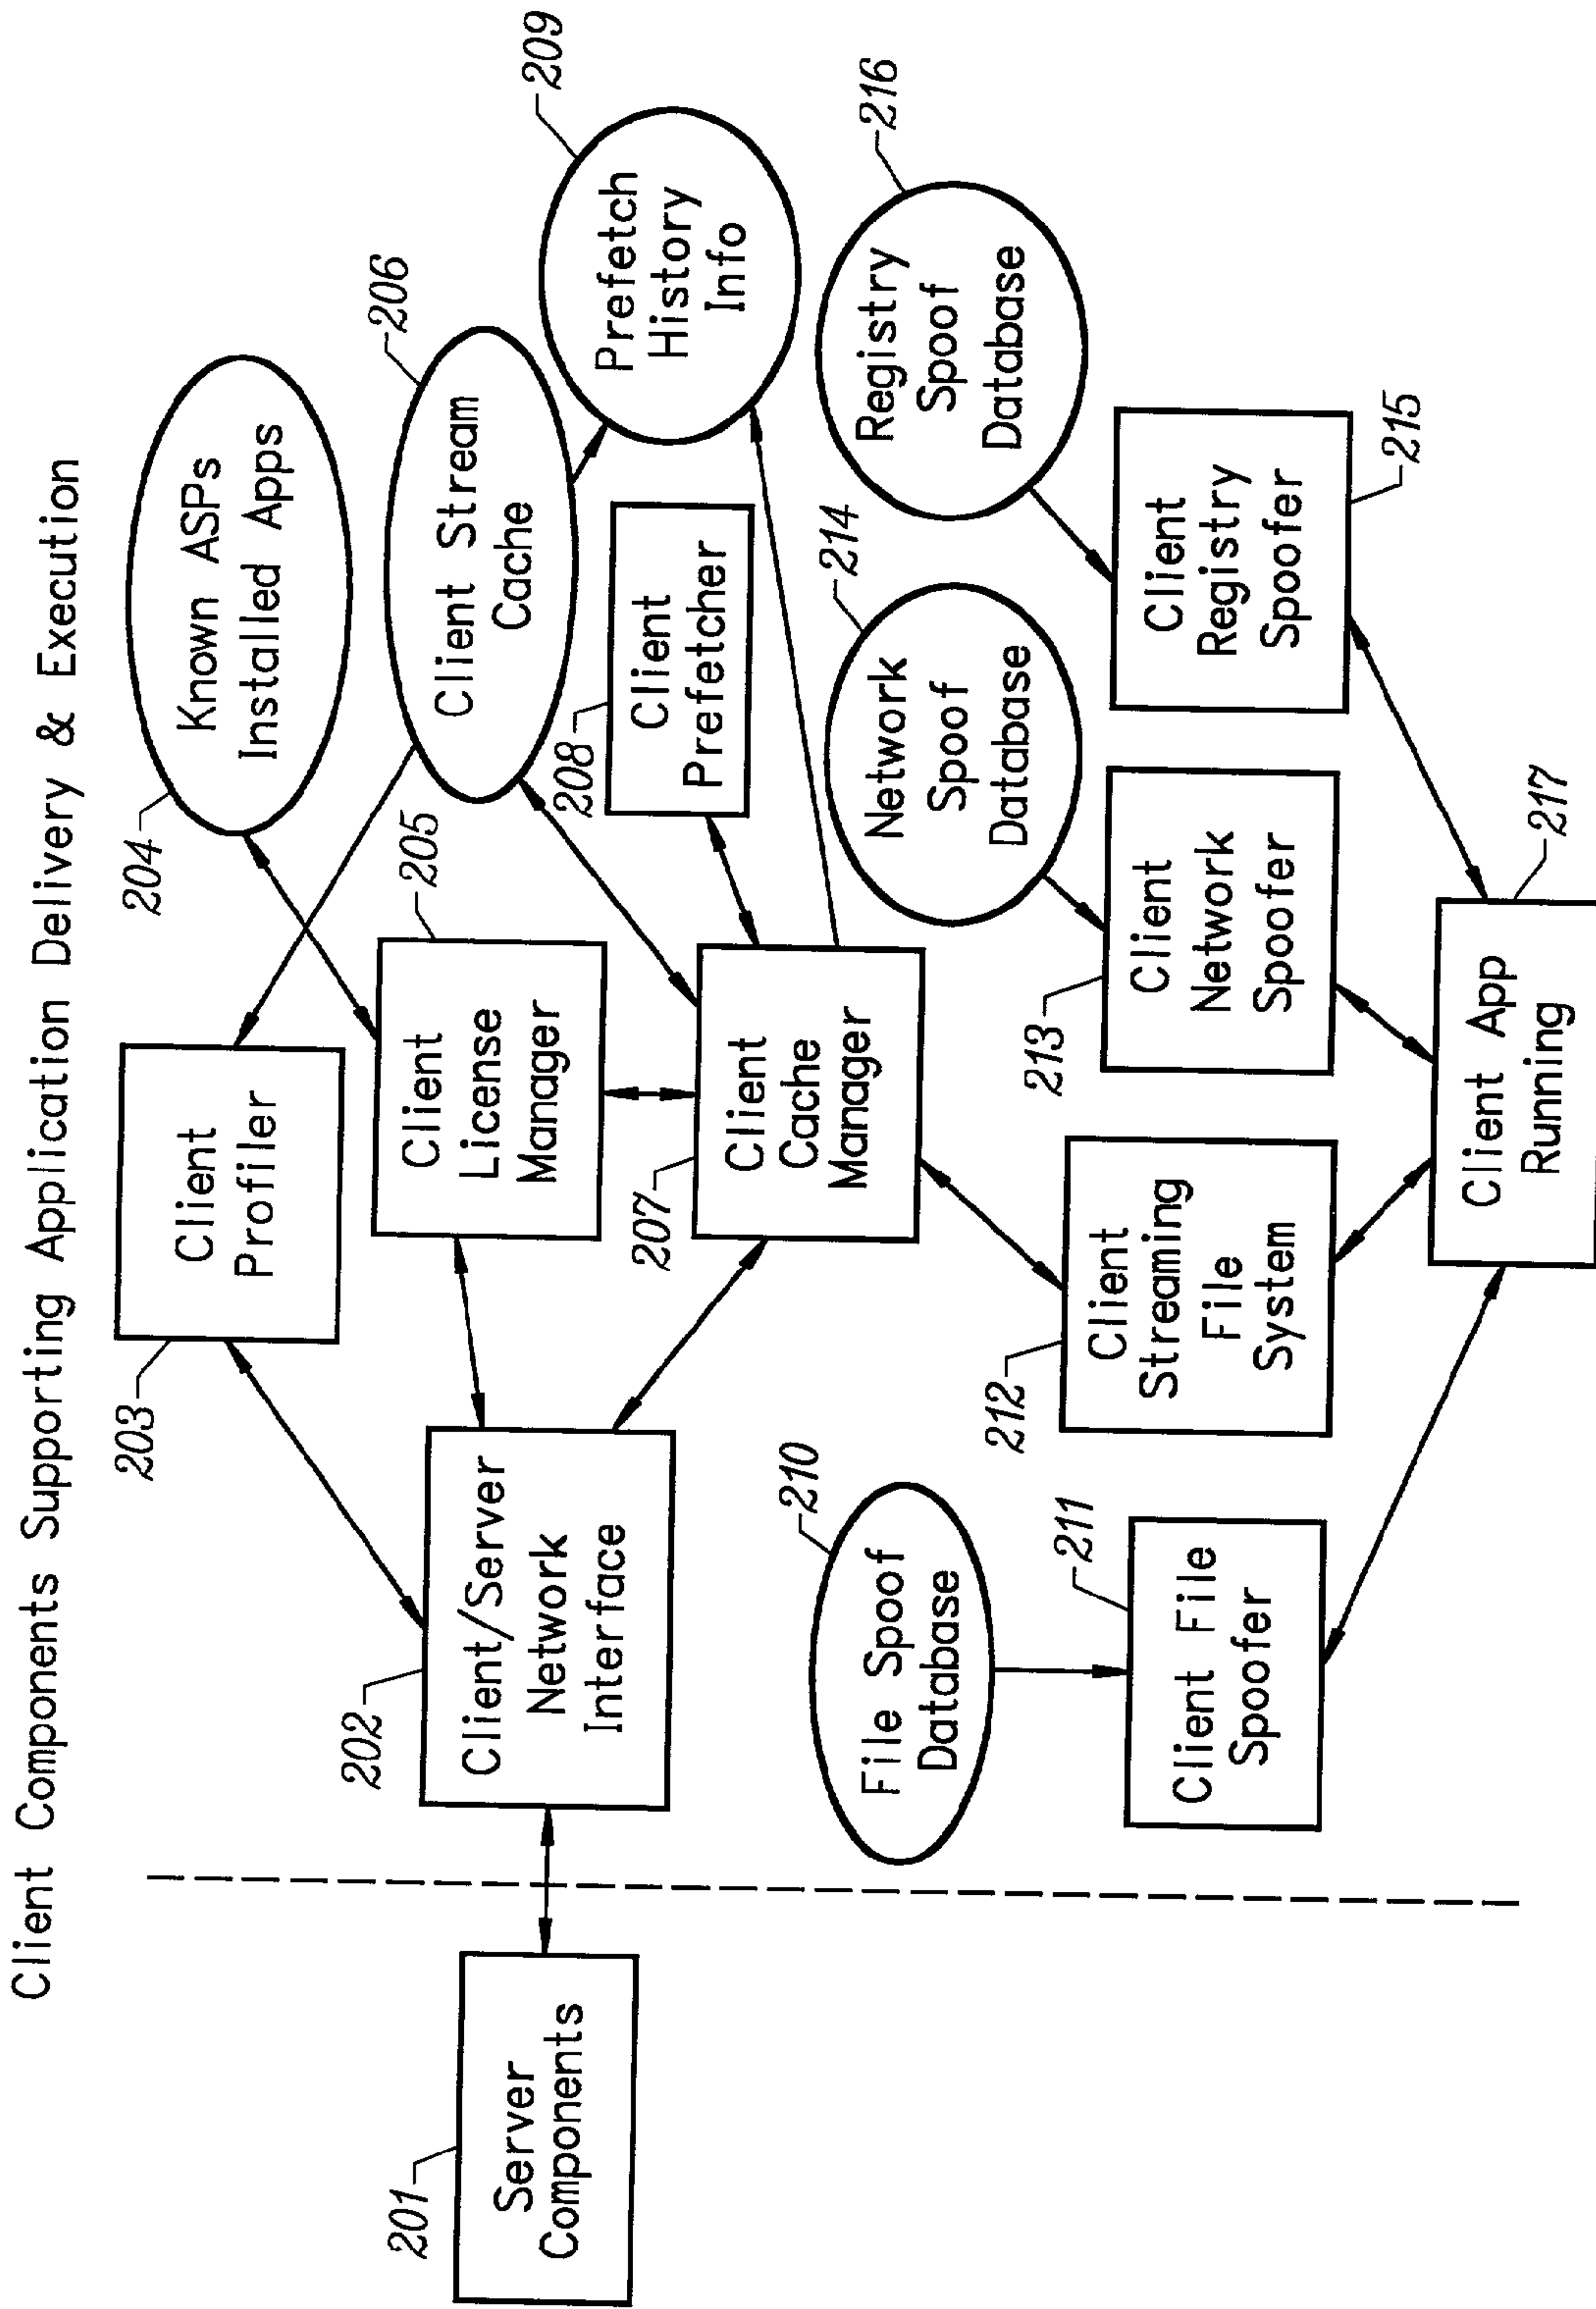 Client Components Supporting Application Delivery & Execution
201
Server
Components
202
Client/Server
Network
Interface
203
Client
Profiler
204
Known ASPs
Installed Apps
205
Client
License
Manager
206
Client Stream
Cache
207
Client
Cache
Manager
208
Client
Prefetcher
209
Prefetch
History
Info
210
File Spoof
Database
211
Client File
Spoofer
212
Client
Streaming
File
System
213
Client
Network
Spoofer
214
Network
Spoof
Database
215
Client
Registry
Spoofer
216
Registry
Spoof
Database
217
Client App
Running